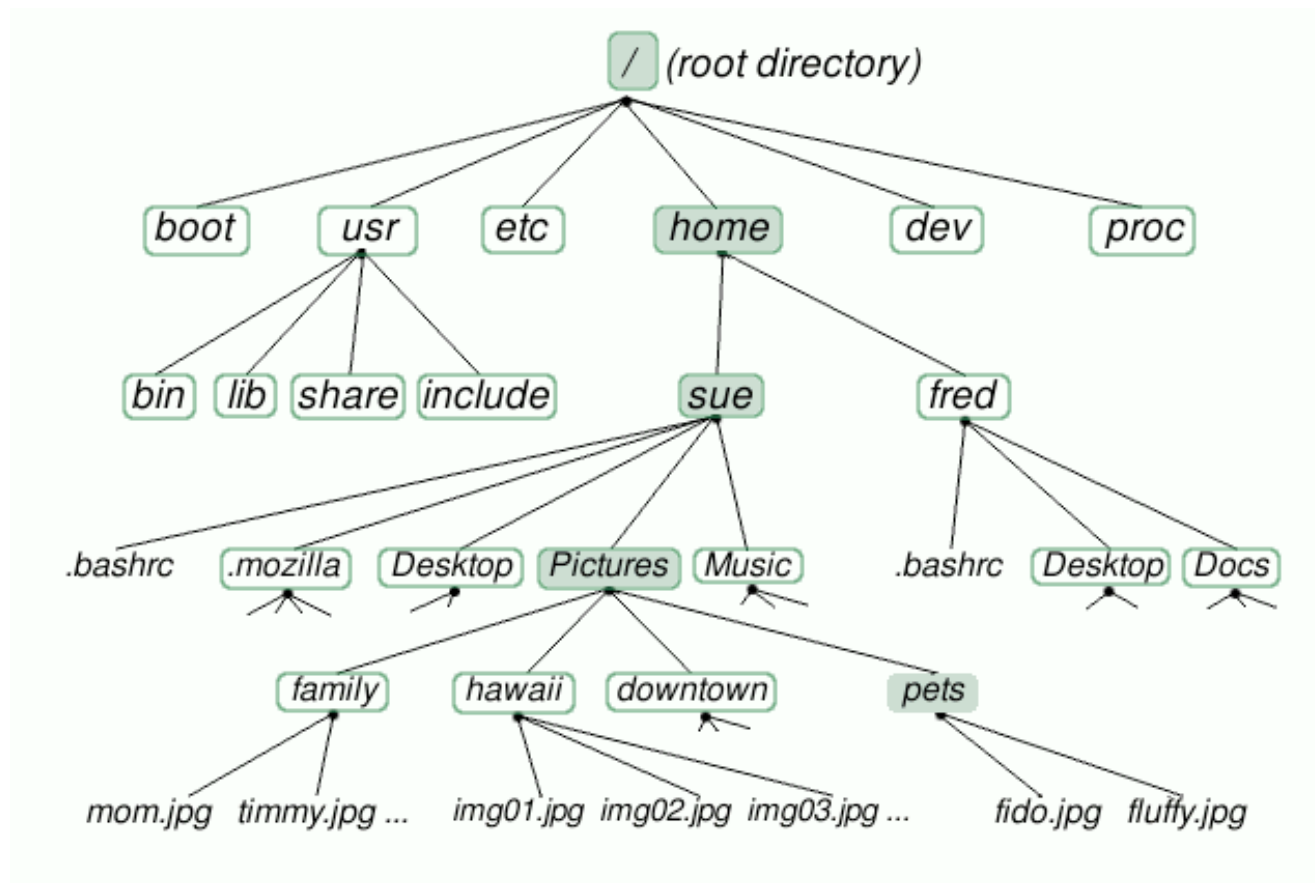 / (root directory)
boot usr etc home dev proc
bin lib share include sue fred
.bashrc .mozilla Desktop Pictures Music .bashrc Desktop Docs
family hawaii downtown pets
mom.jpg timmy.jpg ... img01.jpg img02.jpg img03.jpg ... fido.jpg fluffy.jpg